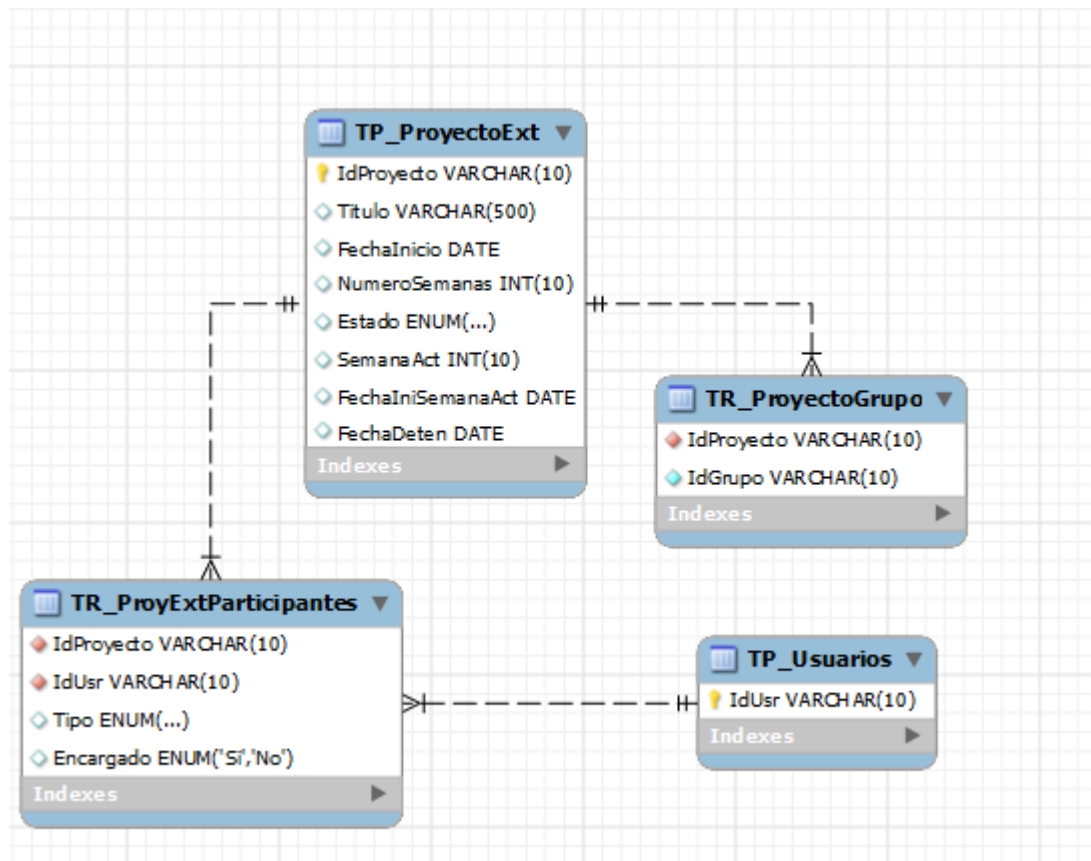 TP_ProyectoExt
IdProyecto VARCHAR(10)
Titulo VARCHAR(500)
FechaInicio DATE
NumeroSemanas INT(10)
Estado ENUM(...)
SemanaAct INT(10)
FechaIniSemanaAct DATE
FechaDeten DATE
Indexes
TR_ProyectoGrupo
IdProyecto VARCHAR(10)
IdGrupo VARCHAR(10)
Indexes
TR_ProyExtParticipantes
IdProyecto VARCHAR(10)
IdUsr VARCHAR(10)
Tipo ENUM(...)
Encargado ENUM('Si','No')
Indexes
TP_Usuarios
IdUsr VARCHAR(10)
Indexes